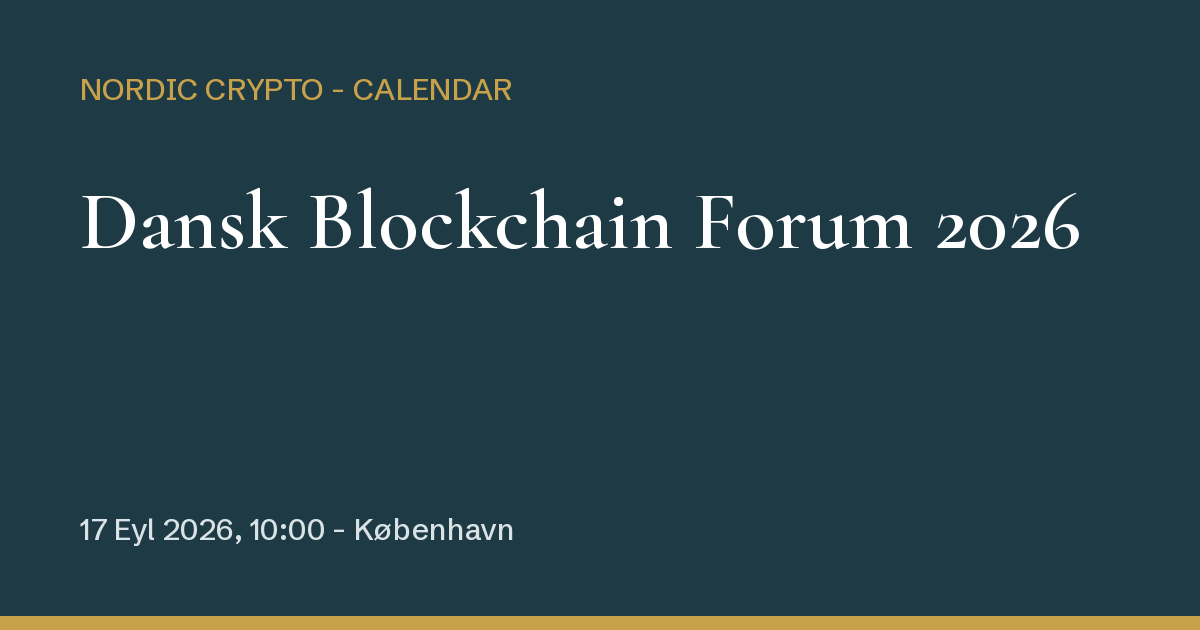 NORDIC CRYPTO - CALENDAR
Dansk Blockchain Forum 2026
17 Eyl 2026, 10:00 - København